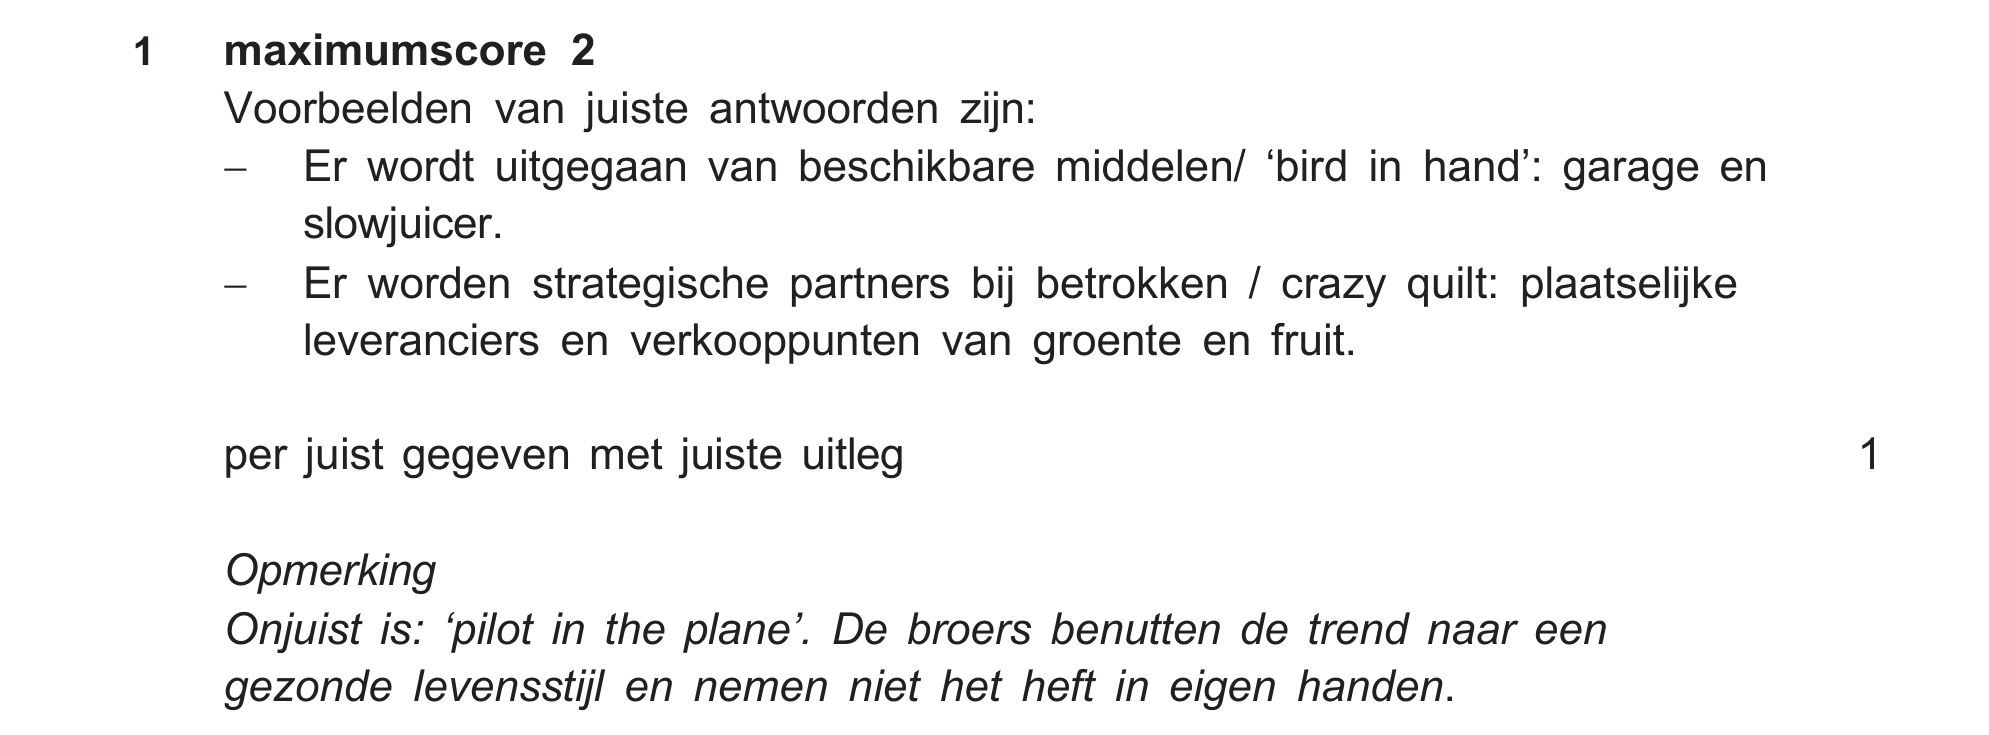 1 maximumscore 2
Voorbeelden van juiste antwoorden zijn:
– Er wordt uitgegaan van beschikbare middelen/ ‘bird in hand’: garage en
slowjuicer.
– Er worden strategische partners bij betrokken / crazy quilt: plaatselijke
leveranciers en verkooppunten van groente en fruit.
per juist gegeven met juiste uitleg 1
Opmerking
Onjuist is: ‘pilot in the plane’. De broers benutten de trend naar een
gezonde levensstijl en nemen niet het heft in eigen handen.